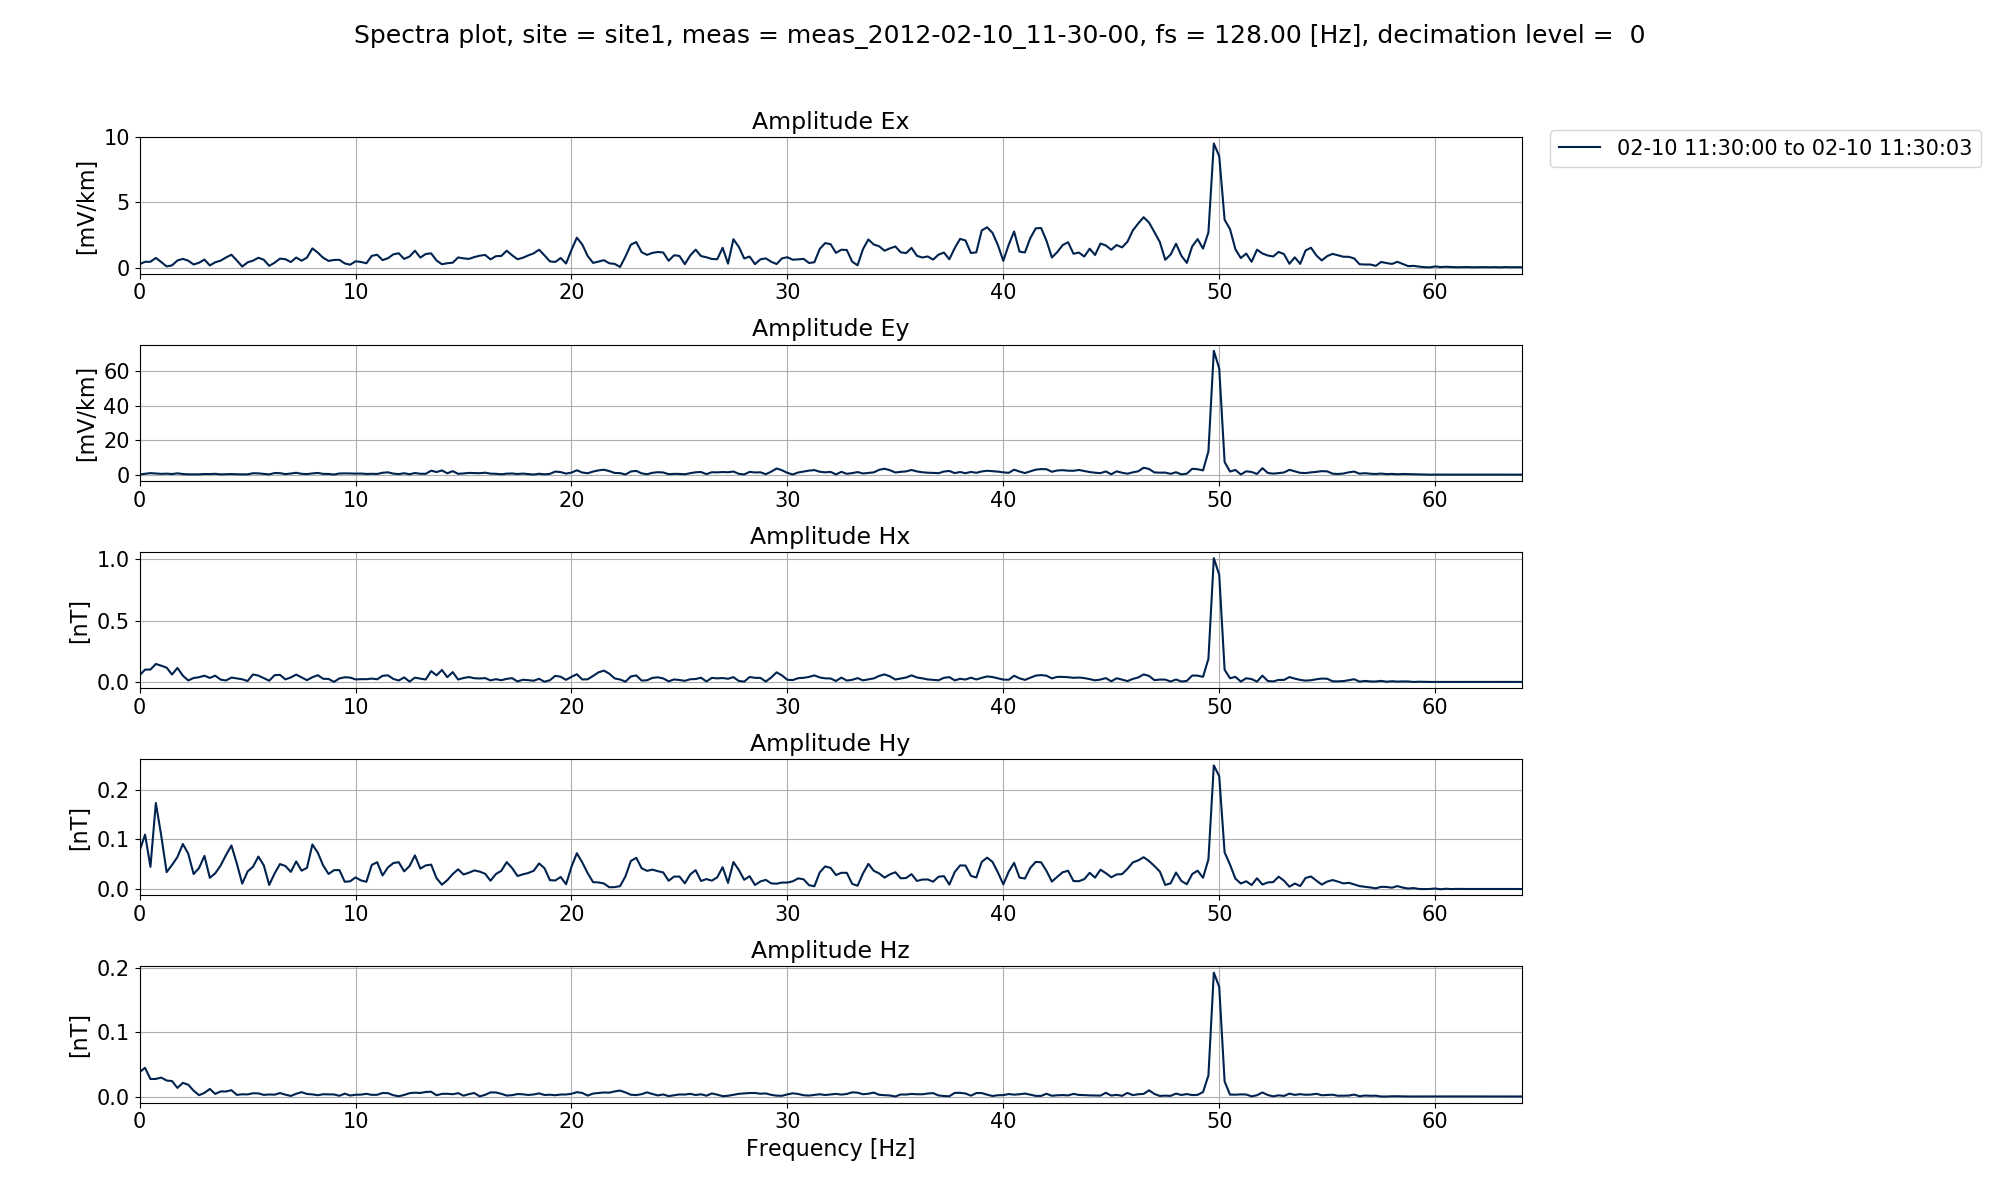 Spectra plot, site = site1, meas = meas_2012-02-10_11-30-00, fs = 128.00 [Hz], decimation level =  0
Amplitude Ex
02-10 11:30:00 to 02-10 11:30:03
[mV/km]
10
5
0
0 10 20 30 40 50 60
Amplitude Ey
[mV/km]
60
40
20
0
0 10 20 30 40 50 60
Amplitude Hx
[nT]
1.0
0.5
0.0
0 10 20 30 40 50 60
Amplitude Hy
[nT]
0.2
0.1
0.0
0 10 20 30 40 50 60
Amplitude Hz
[nT]
0.2
0.1
0.0
0 10 20 30 40 50 60
Frequency [Hz]